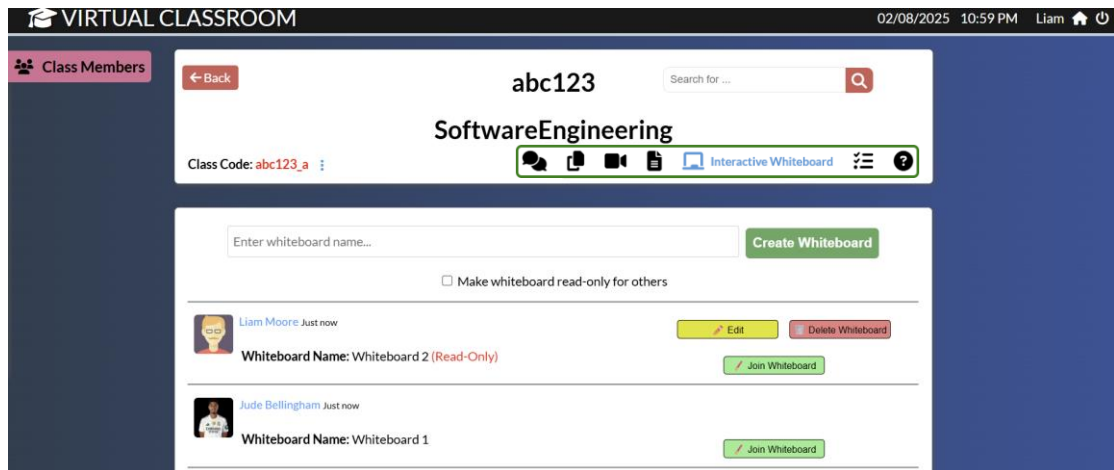 VIRTUAL CLASSROOM 02/08/2025 10:59 PM Liam
Class Members
Back
abc123
Search for ...
SoftwareEngineering
Class Code: abc123_a
Interactive Whiteboard
Enter whiteboard name...
Create Whiteboard
Make whiteboard read-only for others
Liam Moore Just now
Edit
Delete Whiteboard
Whiteboard Name: Whiteboard 2 (Read-Only)
Join Whiteboard
Jude Bellingham Just now
Whiteboard Name: Whiteboard 1
Join Whiteboard